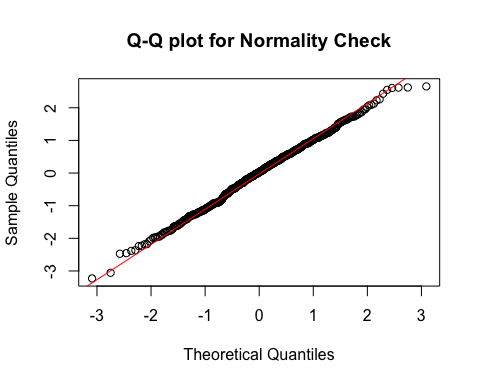 Q-Q plot for Normality Check
Sample Quantiles
2
1
0
-1
-2
-3
-3 -2 -1 0 1 2 3
Theoretical Quantiles